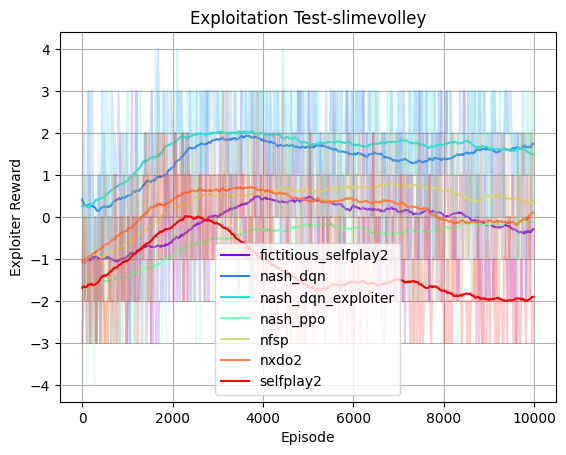 Exploitation Test-slimevolley
Exploiter Reward
4
3
2
1
0
−1
−2
−3
−4
fictitious_selfplay2
nash_dqn
nash_dqn_exploiter
nash_ppo
nfsp
nxdo2
selfplay2
0 2000 4000 6000 8000 10000
Episode